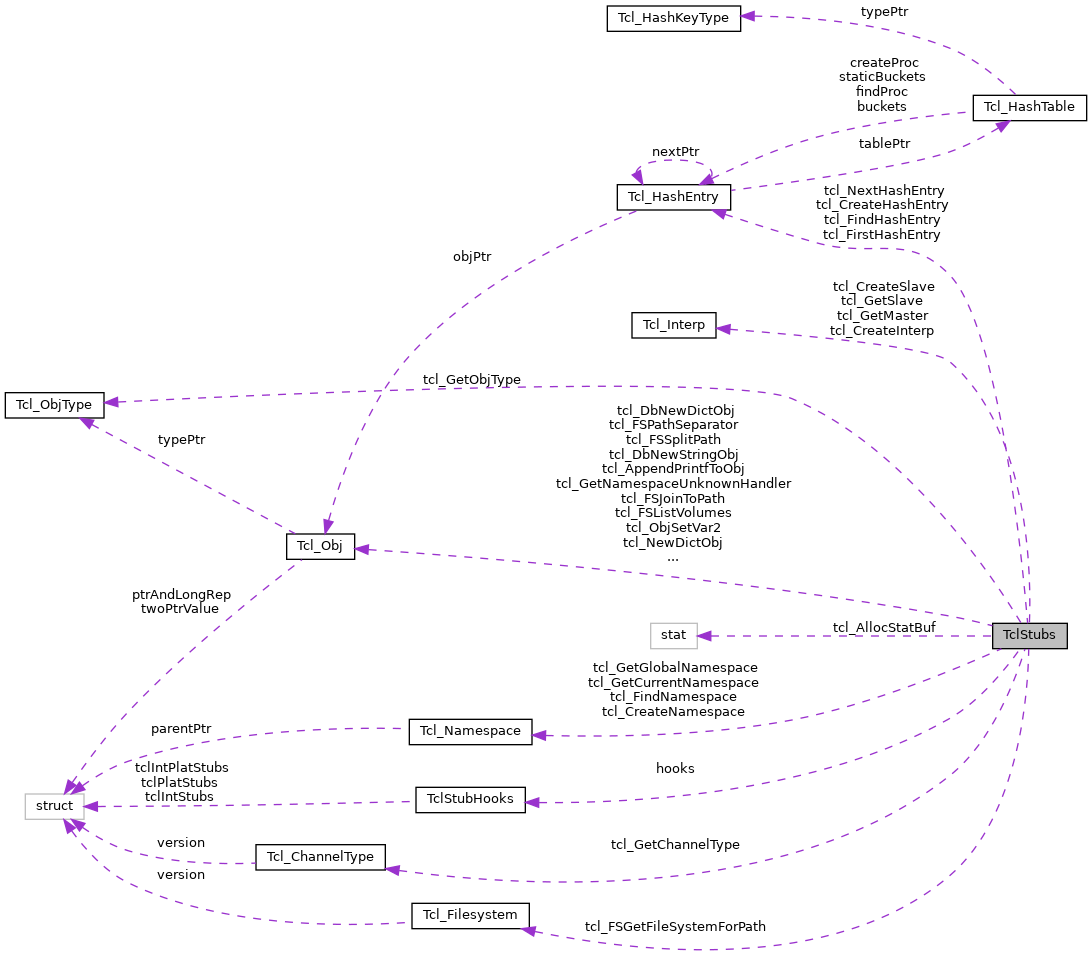 typePtr
Tcl_HashKeyType
createProc
staticBuckets
findProc
buckets
Tcl_HashTable
tablePtr
nextPtr
Tcl_HashEntry
tcl_NextHashEntry
tcl_CreateHashEntry
tcl_FindHashEntry
tcl_FirstHashEntry
objPtr
tcl_CreateSlave
tcl_GetSlave
tcl_GetMaster
tcl_CreateInterp
Tcl_Interp
tcl_GetObjType
Tcl_ObjType
typePtr
tcl_DbNewDictObj
tcl_FSPathSeparator
tcl_FSSplitPath
tcl_DbNewStringObj
tcl_AppendPrintfToObj
tcl_GetNamespaceUnknownHandler
tcl_FSJoinToPath
tcl_FSListVolumes
tcl_ObjSetVar2
tcl_NewDictObj
...
Tcl_Obj
ptrAndLongRep
twoPtrValue
tcl_AllocStatBuf
stat
TclStubs
tcl_GetGlobalNamespace
tcl_GetCurrentNamespace
tcl_FindNamespace
tcl_CreateNamespace
parentPtr
Tcl_Namespace
tclIntPlatStubs
tclPlatStubs
tclIntStubs
hooks
struct
TclStubHooks
version
Tcl_ChannelType
tcl_GetChannelType
version
Tcl_Filesystem
tcl_FSGetFileSystemForPath